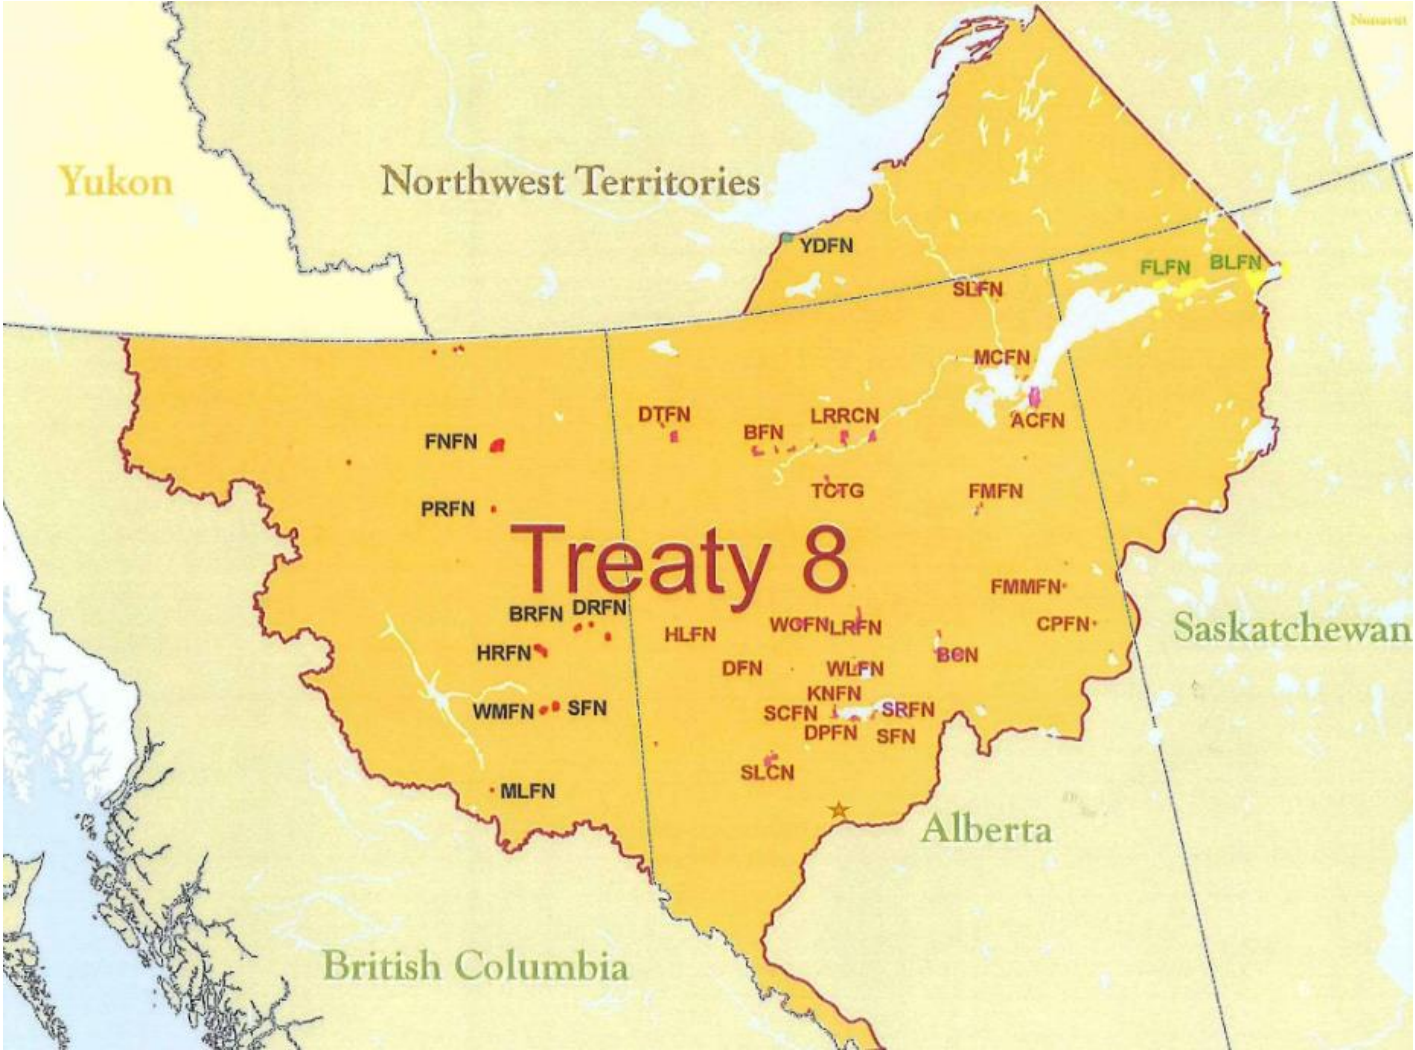 Nunavut
Yukon
Northwest Territories
YDFN
FLFN
BLFN
SLFN
MCFN
DTFN
LRRCN
ACFN
BFN
FNFN
TCTG
FMFN
PRFN
Treaty 8
FMMFN
BRFN
DRFN
WCFN
LRFN
CPFN
HLFN
Saskatchewan
HRFN
BCN
DFN
WLFN
KNFN
WMFN
SFN
SCFN
SRFN
DPFN
SFN
SLCN
MLFN
Alberta
British Columbia